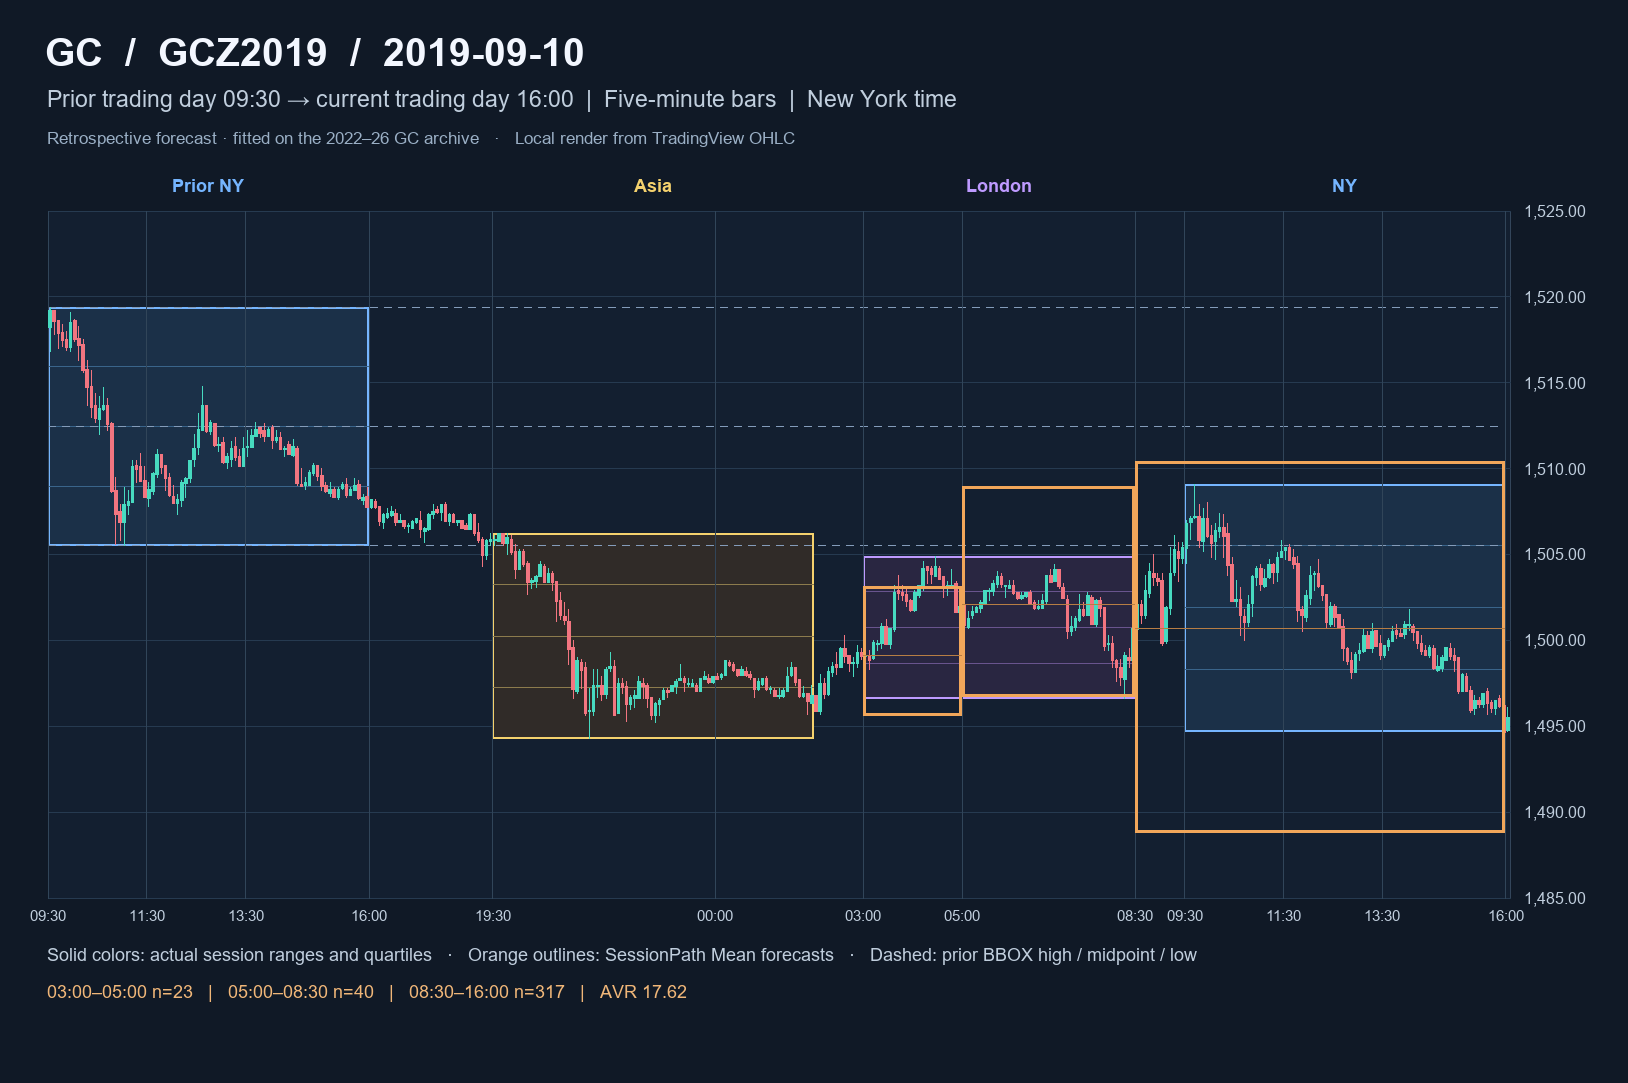 GC / GCZ2019 / 2019-09-10
Prior trading day 09:30 → current trading day 16:00 | Five-minute bars | New York time
Retrospective forecast · fitted on the 2022–26 GC archive · Local render from TradingView OHLC
Prior NY Asia London NY
1,525.00
1,520.00
1,515.00
1,510.00
1,505.00
1,500.00
1,495.00
1,490.00
1,485.00
09:30 11:30 13:30 16:00 19:30 00:00 03:00 05:00 08:30 09:30 11:30 13:30 16:00
Solid colors: actual session ranges and quartiles · Orange outlines: SessionPath Mean forecasts · Dashed: prior BBOX high / midpoint / low
03:00–05:00 n=23 | 05:00–08:30 n=40 | 08:30–16:00 n=317 | AVR 17.62